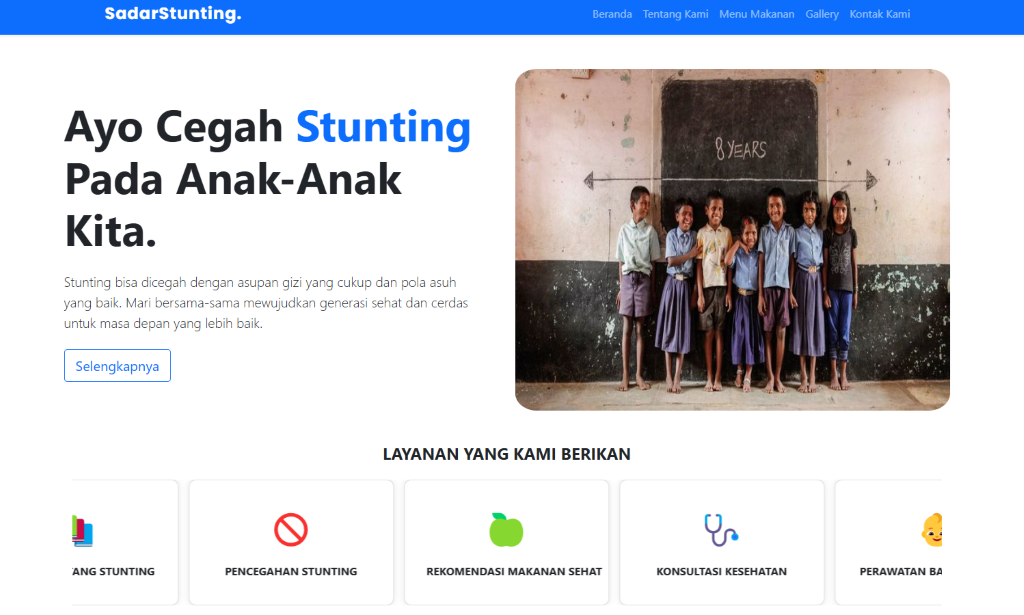 SadarStunting.
Beranda Tentang Kami Menu Makanan Gallery Kontak Kami
Ayo Cegah Stunting
Pada Anak-Anak
Kita.
Stunting bisa dicegah dengan asupan gizi yang cukup dan pola asuh
yang baik. Mari bersama-sama mewujudkan generasi sehat dan cerdas
untuk masa depan yang lebih baik.
Selengkapnya
8 YEARS
LAYANAN YANG KAMI BERIKAN
STUNTING
PENCEGAHAN STUNTING
REKOMENDASI MAKANAN SEHAT
KONSULTASI KESEHATAN
PERAWATAN